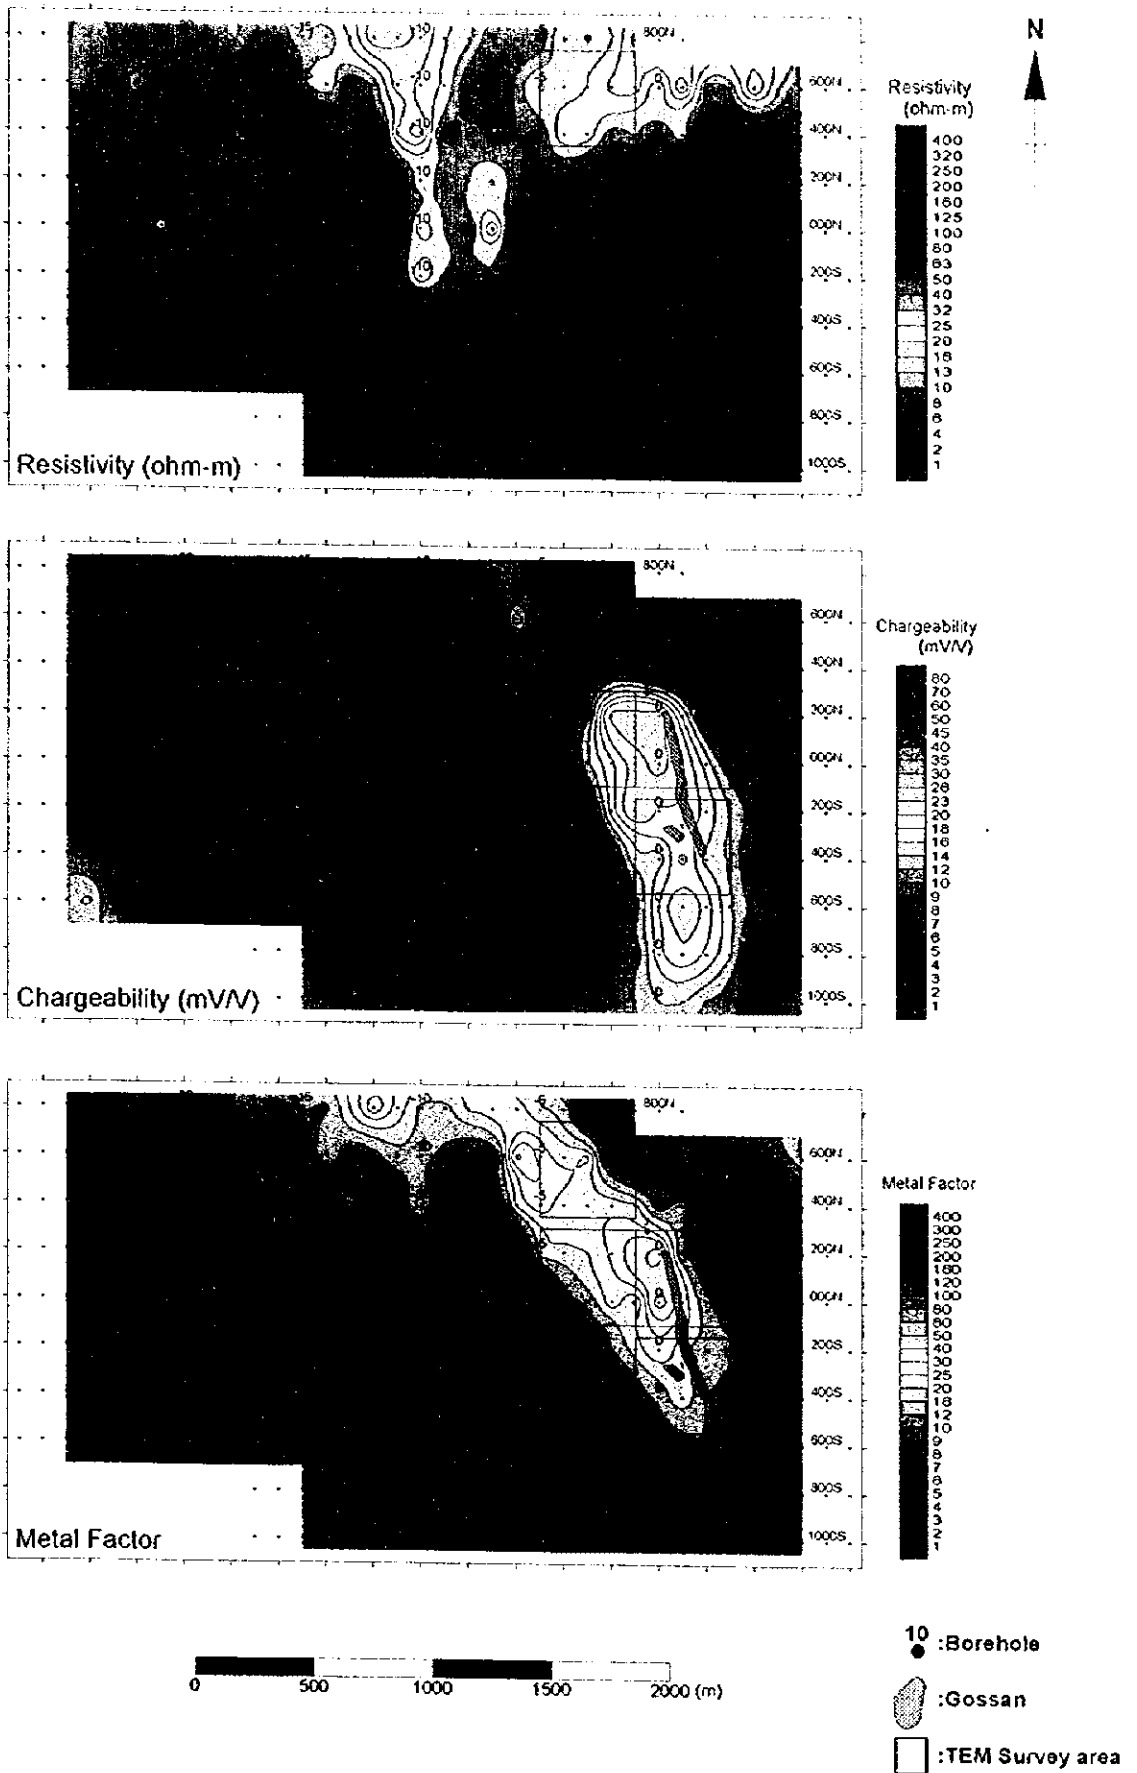 N
800N
600N
400N
200N
000N
200S
400S
600S
800S
1000S
Resistivity (ohm-m)
Resistivity
(ohm-m)
400
320
250
200
160
125
100
80
63
50
40
32
25
20
16
13
10
8
6
4
2
1
800N
600N
400N
200N
000N
200S
400S
600S
800S
1000S
Chargeability (mV/V)
Chargeability
(mV/V)
80
70
60
50
45
40
35
30
26
23
20
18
16
14
12
10
9
8
7
6
5
4
3
2
1
800N
600N
400N
200N
000N
200S
400S
600S
800S
1000S
Metal Factor
Metal Factor
400
300
250
200
160
120
100
80
60
50
40
30
25
20
16
12
10
9
8
7
6
5
4
3
2
1
0 500 1000 1500 2000 (m)
10 :Borehole
:Gossan
:TEM Survey area